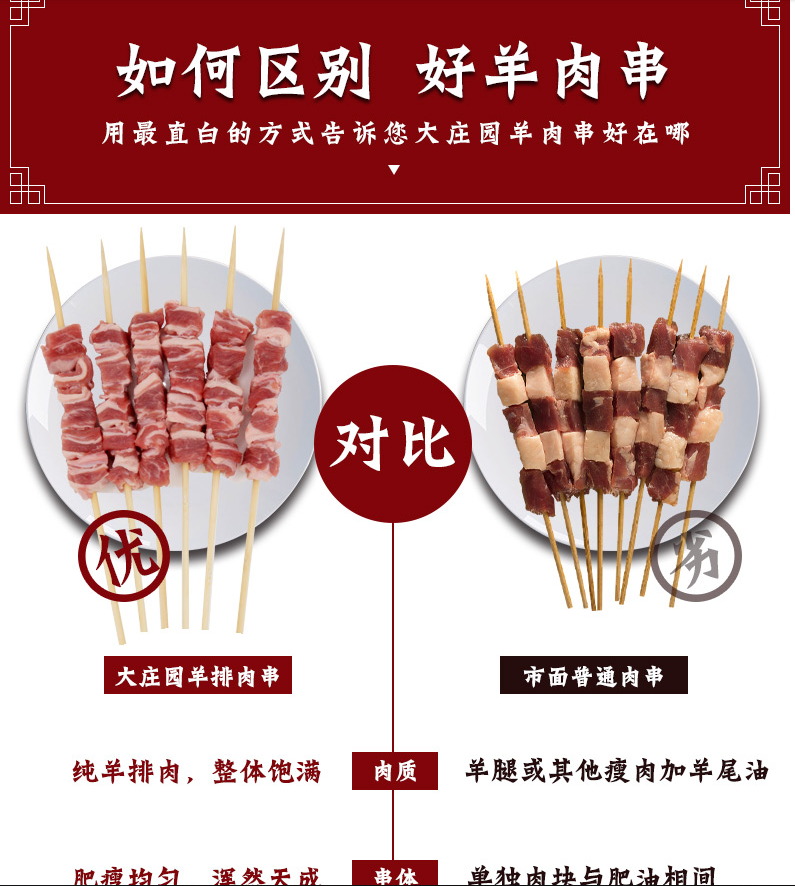 如何区别 好羊肉串
用最直白的方式告诉您大庄园羊肉串好在哪
对比
优
劣
大庄园羊排肉串
市面普通肉串
纯羊排肉，整体饱满
肉质
羊腿或其他瘦肉加羊尾油
肥瘦均匀，浑然天成
串体
单独肉块与肥油相间